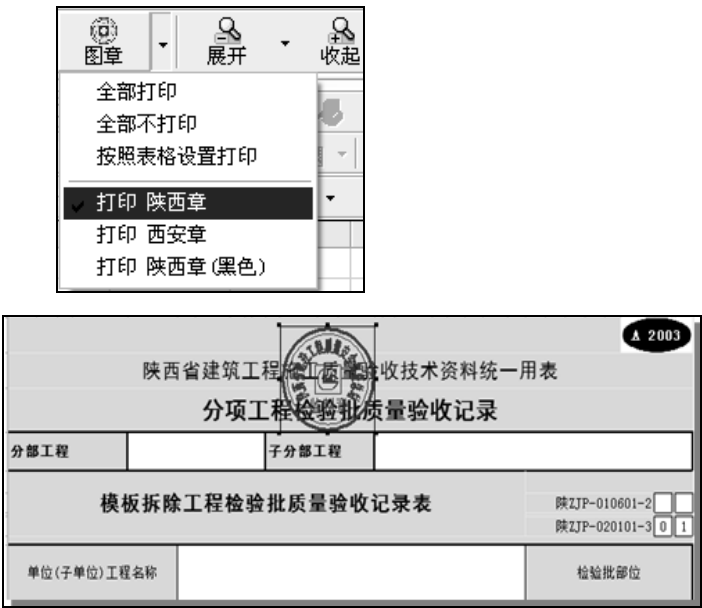 图章 展开 收起
全部打印
全部不打印
按照表格设置打印
打印 陕西章
打印 西安章
打印 陕西章(黑色)
A 2003
陕西省建筑工程施工质量验收技术资料统一用表
分项工程检验批质量验收记录
分部工程 子分部工程
模板拆除工程检验批质量验收记录表
陕ZJP-010601-2
陕ZJP-020101-3 0 1
单位(子单位)工程名称 检验批部位